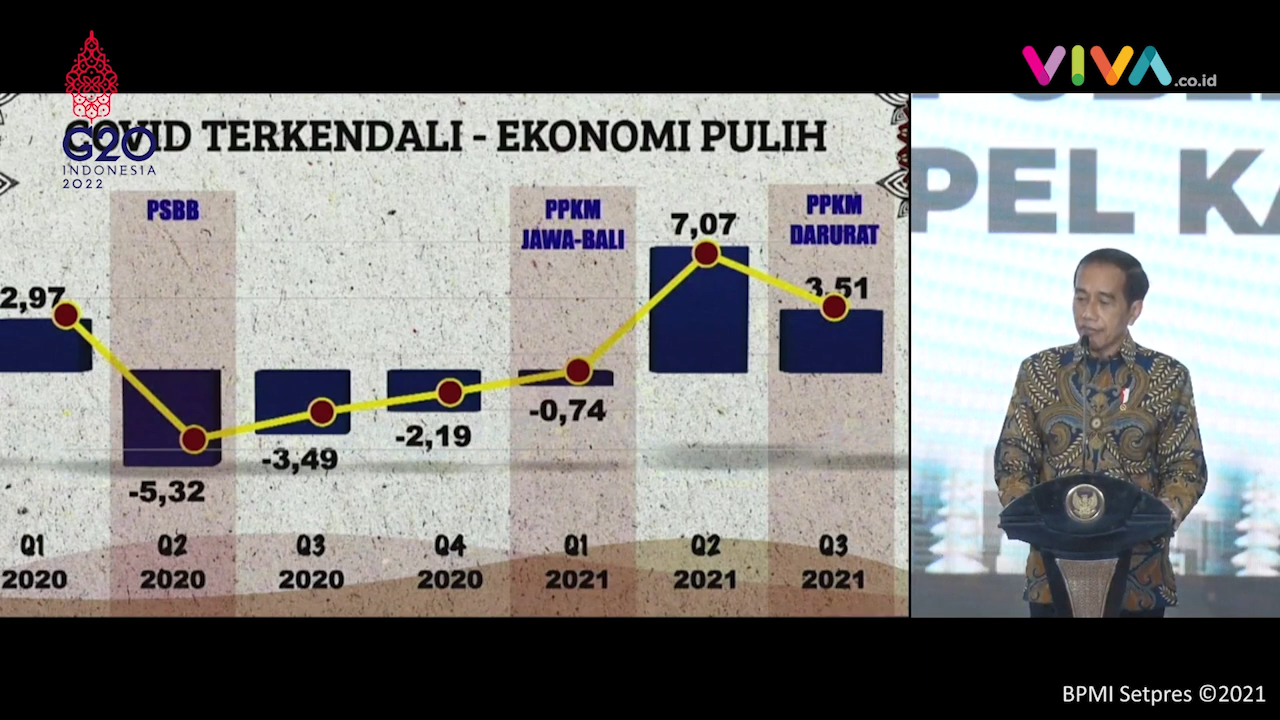 VIVA.co.id
COVID TERKENDALI - EKONOMI PULIH
G20
INDONESIA
2022
PSBB
PPKM
JAWA-BALI
PPKM
DARURAT
2,97
-5,32
-3,49
-2,19
-0,74
7,07
3,51
Q1 Q2 Q3 Q4 Q1 Q2 Q3
2020 2020 2020 2020 2021 2021 2021
PEL KA
BPMI Setpres ©2021